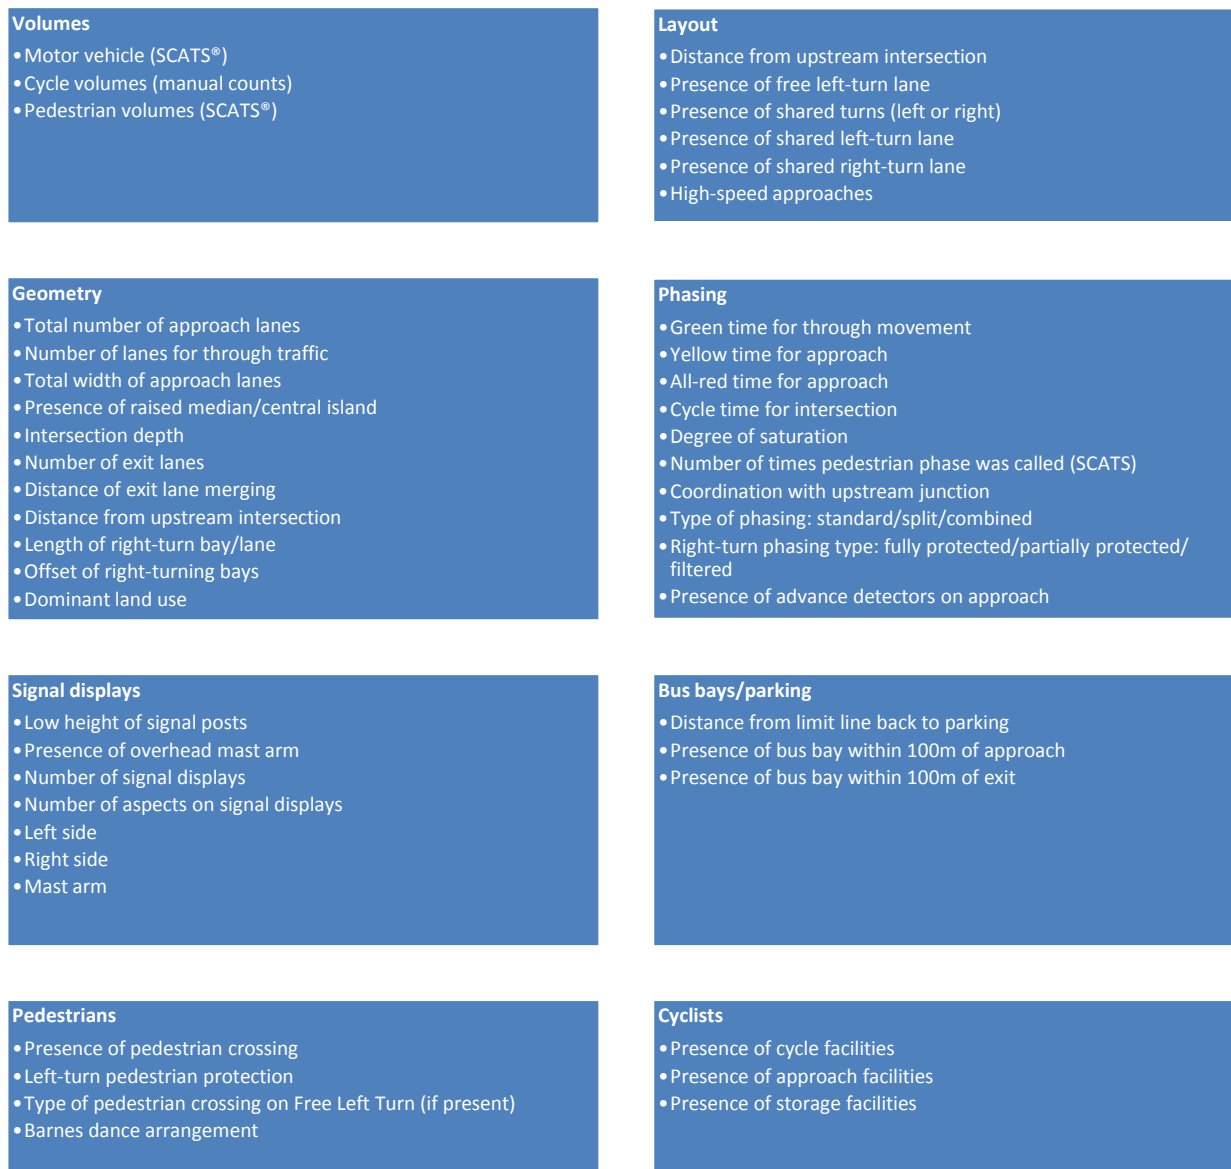 Volumes
•Motor vehicle (SCATS®)
•Cycle volumes (manual counts)
•Pedestrian volumes (SCATS®)
Layout
•Distance from upstream intersection
•Presence of free left-turn lane
•Presence of shared turns (left or right)
•Presence of shared left-turn lane
•Presence of shared right-turn lane
•High-speed approaches
Geometry
•Total number of approach lanes
•Number of lanes for through traffic
•Total width of approach lanes
•Presence of raised median/central island
•Intersection depth
•Number of exit lanes
•Distance of exit lane merging
•Distance from upstream intersection
•Length of right-turn bay/lane
•Offset of right-turning bays
•Dominant land use
Phasing
•Green time for through movement
•Yellow time for approach
•All-red time for approach
•Cycle time for intersection
•Degree of saturation
•Number of times pedestrian phase was called (SCATS)
•Coordination with upstream junction
•Type of phasing: standard/split/combined
•Right-turn phasing type: fully protected/partially protected/
filtered
•Presence of advance detectors on approach
Signal displays
•Low height of signal posts
•Presence of overhead mast arm
•Number of signal displays
•Number of aspects on signal displays
•Left side
•Right side
•Mast arm
Bus bays/parking
•Distance from limit line back to parking
•Presence of bus bay within 100m of approach
•Presence of bus bay within 100m of exit
Pedestrians
•Presence of pedestrian crossing
•Left-turn pedestrian protection
•Type of pedestrian crossing on Free Left Turn (if present)
•Barnes dance arrangement
Cyclists
•Presence of cycle facilities
•Presence of approach facilities
•Presence of storage facilities